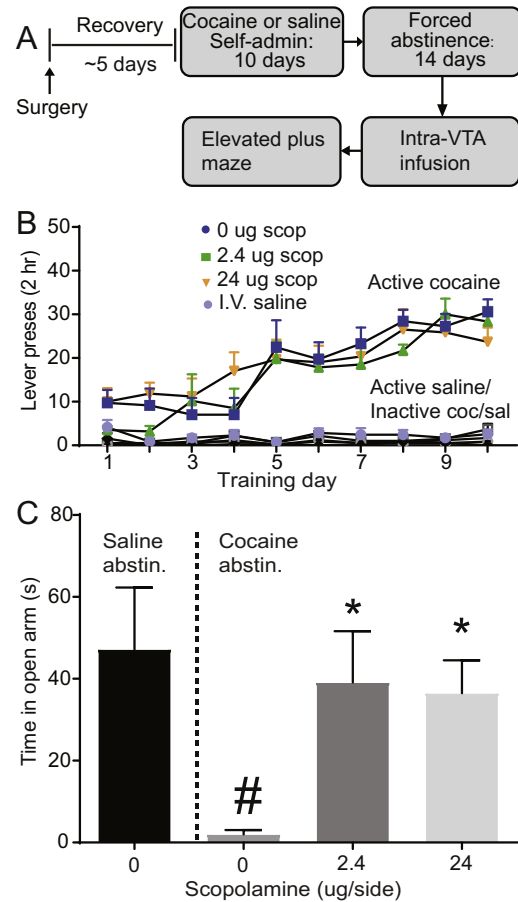 A
Recovery
~5 days
Surgery
Cocaine or saline
Self-admin:
10 days
Forced
abstinence:
14 days
Elevated plus
maze
Intra-VTA
infusion
B
0 ug scop
2.4 ug scop
24 ug scop
I.V. saline
Active cocaine
Active saline/
Inactive coc/sal
Lever preses (2 hr)
50
40
30
20
10
0
1 3 5 7 9
Training day
C
Saline
abstin.
Cocaine
abstin.
Time in open arm (s)
80
60
40
20
0
#
*
*
0 0 2.4 24
Scopolamine (ug/side)